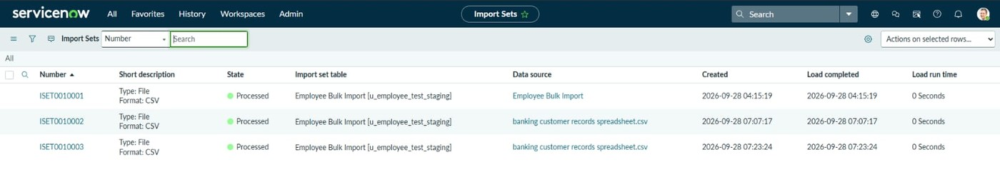 servicenow All Favorites History Workspaces Admin Import Sets Search
Import Sets Number Search Actions on selected rows...
All
Number Short description State Import set table Data source Created Load completed Load run time
ISET0010001 Type: File Format: CSV Processed Employee Bulk Import [u_employee_test_staging] Employee Bulk Import 2026-09-28 04:15:19 2026-09-28 04:15:19 0 Seconds
ISET0010002 Type: File Format: CSV Processed Employee Bulk Import [u_employee_test_staging] banking customer records spreadsheet.csv 2026-09-28 07:07:17 2026-09-28 07:07:17 0 Seconds
ISET0010003 Type: File Format: CSV Processed Employee Bulk Import [u_employee_test_staging] banking customer records spreadsheet.csv 2026-09-28 07:23:24 2026-09-28 07:23:24 0 Seconds